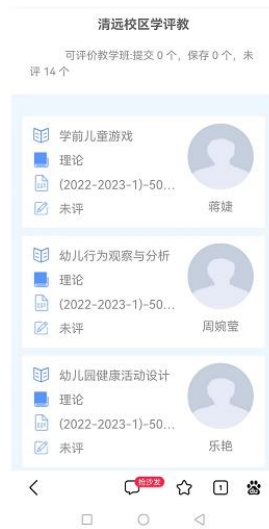 清远校区学评教
可评价教学班:提交 0 个，保存 0 个，未
评 14 个
学前儿童游戏
理论
(2022-2023-1)-50...
未评
蒋婕
幼儿行为观察与分析
理论
(2022-2023-1)-50...
未评
周婉莹
幼儿园健康活动设计
理论
(2022-2023-1)-50...
未评
乐艳
抢沙发
1